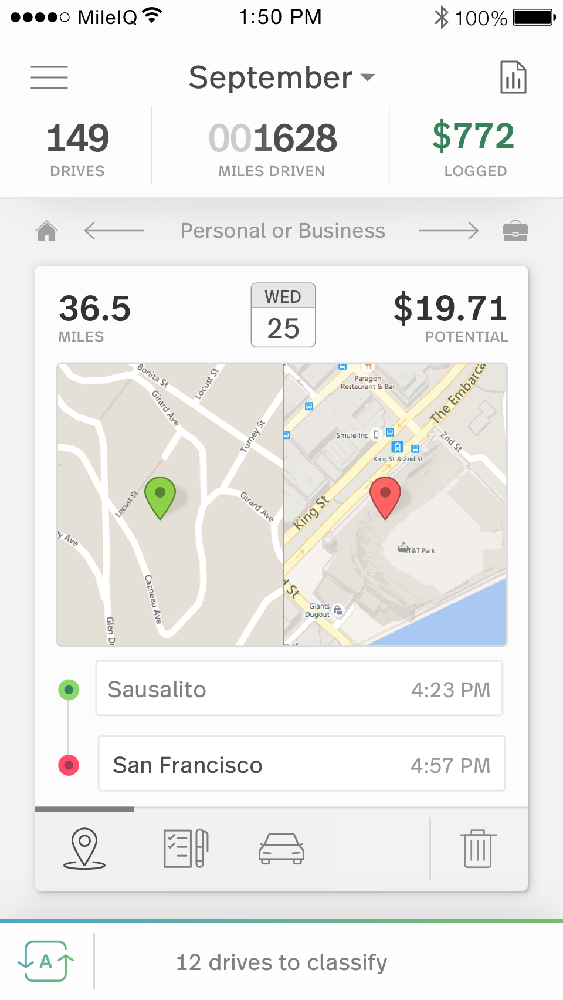 MileIQ 1:50 PM 100%
September
149 001628 $772
DRIVES MILES DRIVEN LOGGED
Personal or Business
36.5 WED $19.71
MILES 25 POTENTIAL
Bonita St
Locust St
Girard Ave
Turney St
Locust St
Girard Ave
y Ave
Cazneau Ave
Glen Dr
Paragon
Restaurant & Bar
The Embarca
Smule Inc
2nd St
King St & 2nd St
King St
AT&T Park
d St
Giants
Dugout
Sausalito 4:23 PM
San Francisco 4:57 PM
A 12 drives to classify